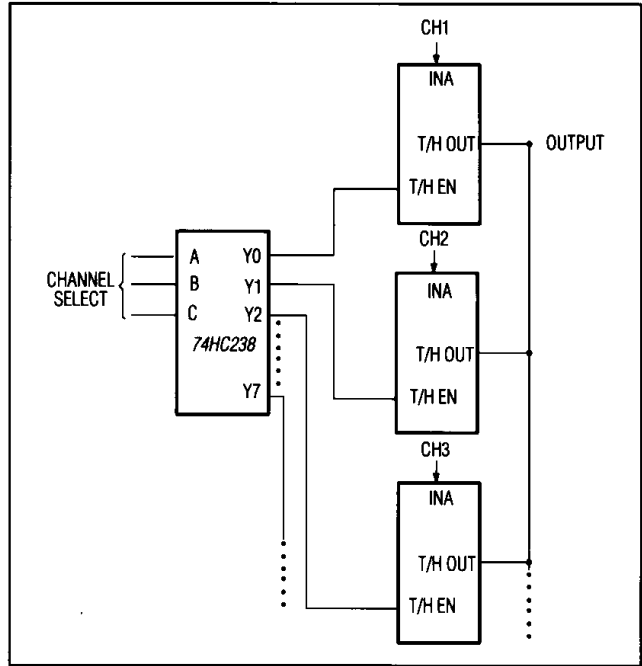 CH1
INA
T/H OUT
OUTPUT
T/H EN
CH2
INA
T/H OUT
T/H EN
CH3
INA
T/H OUT
T/H EN
CHANNEL
SELECT
A
B
C
Y0
Y1
Y2
74HC238
Y7